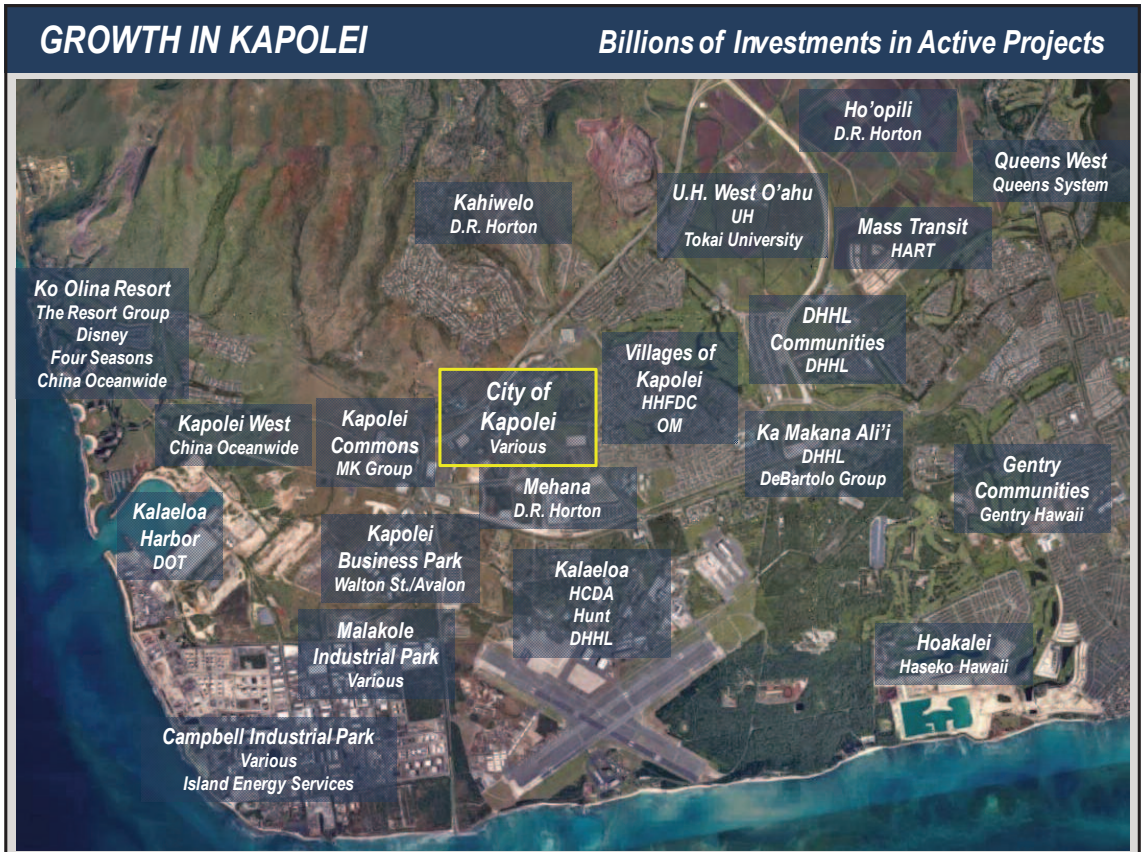 GROWTH IN KAPOLEI
Billions of Investments in Active Projects
Ho'opili
D.R. Horton
Queens West
Queens System
Kahiwelo
D.R. Horton
U.H. West O'ahu
UH
Tokai University
Mass Transit
HART
Ko Olina Resort
The Resort Group
Disney
Four Seasons
China Oceanwide
DHHL
Communities
DHHL
Villages of
Kapolei
HHFDC
OM
City of
Kapolei
Various
Kapolei West
China Oceanwide
Kapolei
Commons
MK Group
Ka Makana Ali'i
DHHL
DeBartolo Group
Gentry
Communities
Gentry Hawaii
Mehana
D.R. Horton
Kalaeloa
Harbor
DOT
Kapolei
Business Park
Walton St./Avalon
Kalaeloa
HCDA
Hunt
DHHL
Malakole
Industrial Park
Various
Hoakalei
Haseko Hawaii
Campbell Industrial Park
Various
Island Energy Services